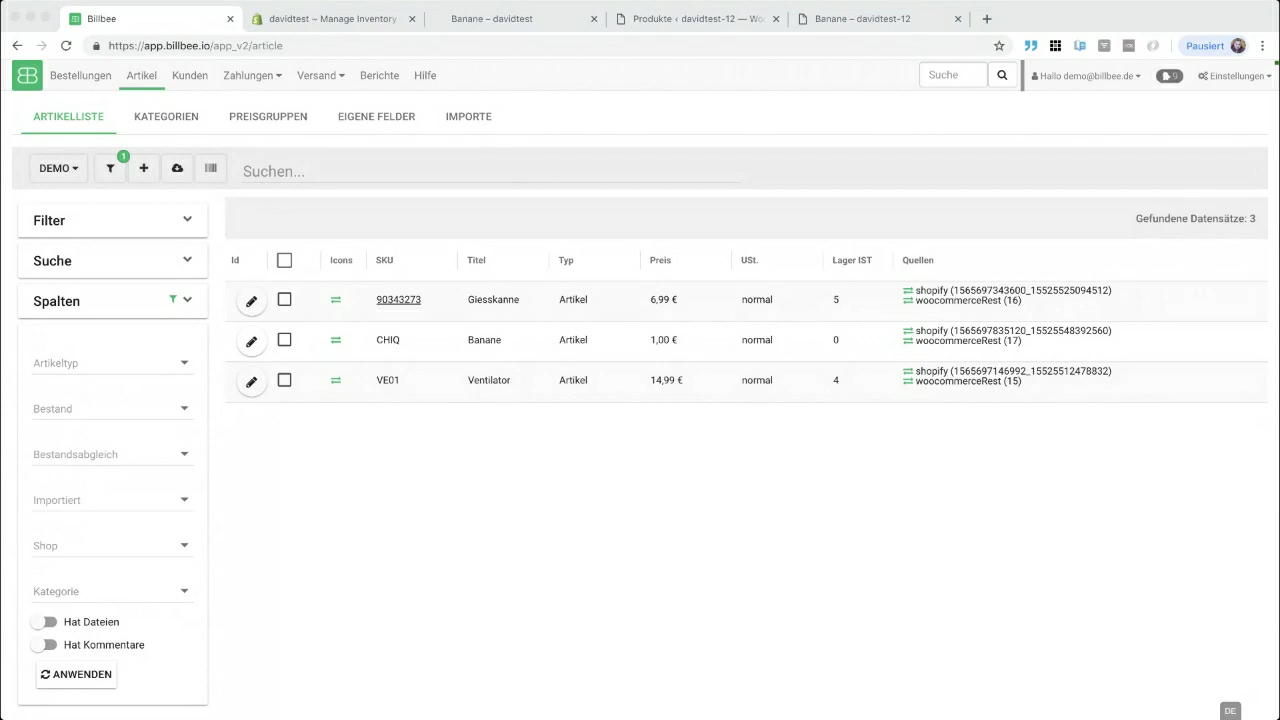 Billbee
davidtest ~ Manage Inventory
Banane – davidtest
Produkte ‹ davidtest-12 — Woo
Banane – davidtest-12
https://app.billbee.io/app_v2/article
Pausiert
Bestellungen Artikel Kunden Zahlungen Versand Berichte Hilfe
Suche
Hallo demo@billbee.de
9
Einstellungen
ARTIKELLISTE KATEGORIEN PREISGRUPPEN EIGENE FELDER IMPORTE
DEMO
1
Suchen...
Filter
Suche
Spalten
Artikeltyp
Bestand
Bestandsabgleich
Importiert
Shop
Kategorie
Hat Dateien
Hat Kommentare
ANWENDEN
Gefundene Datensätze: 3
Id Icons SKU Titel Typ Preis USt. Lager IST Quellen
90343273 Giesskanne Artikel 6,99 € normal 5 shopify (1565697343600_15525525094512)
woocommerceRest (16)
CHIQ Banane Artikel 1,00 € normal 0 shopify (1565697835120_15525548392560)
woocommerceRest (17)
VE01 Ventilator Artikel 14,99 € normal 4 shopify (1565697146992_15525512478832)
woocommerceRest (15)
DE